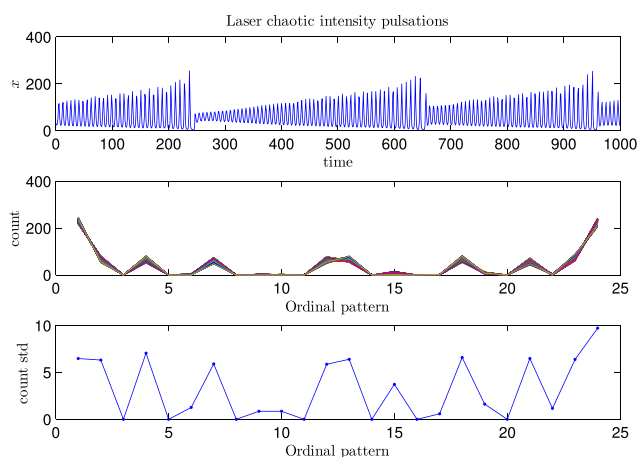 Laser chaotic intensity pulsations
400
200
0
x
0 100 200 300 400 500 600 700 800 900 1000
time
400
200
0
count
0 5 10 15 20 25
Ordinal pattern
10
5
0
count std
0 5 10 15 20 25
Ordinal pattern